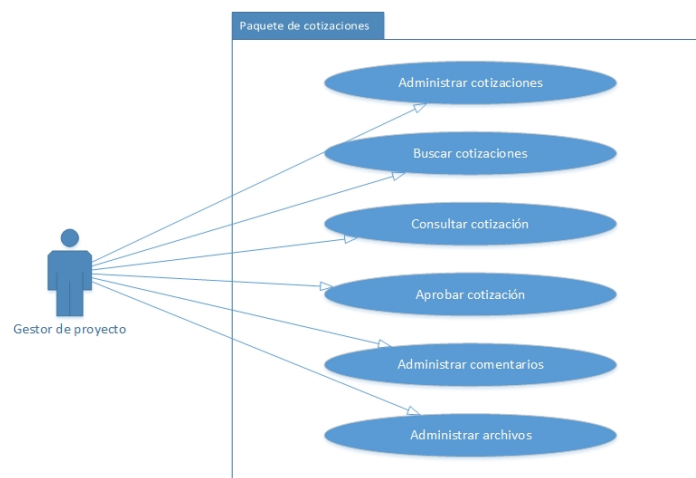 Paquete de cotizaciones
Administrar cotizaciones
Buscar cotizaciones
Consultar cotización
Aprobar cotización
Gestor de proyecto
Administrar comentarios
Administrar archivos